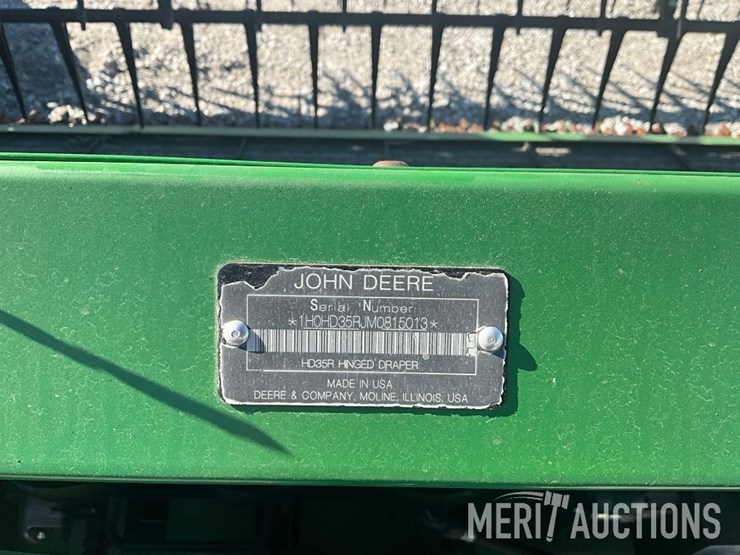 JOHN DEERE
Serial Number
*1H0HD35RJM0815013*
HD35R HINGED DRAPER
MADE IN USA
DEERE & COMPANY, MOLINE, ILLINOIS, USA
MERIT AUCTIONS